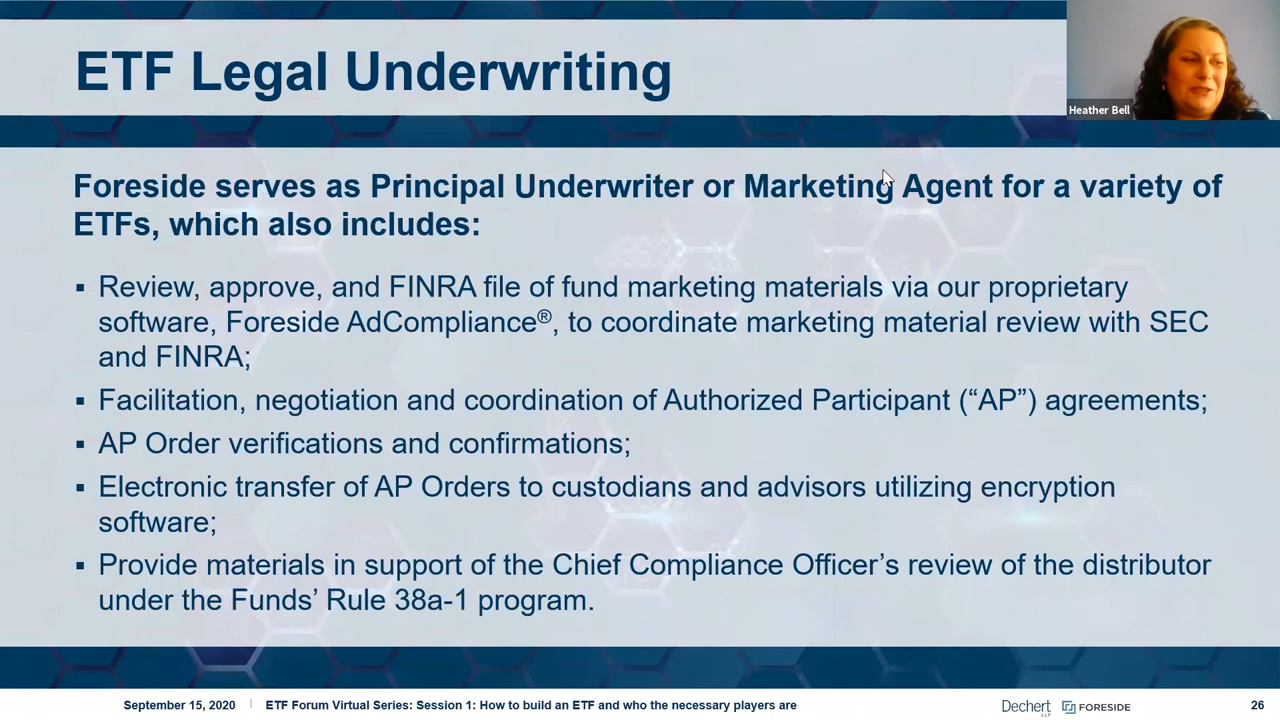 ETF Legal Underwriting
Heather Bell
Foreside serves as Principal Underwriter or Marketing Agent for a variety of
ETFs, which also includes:
▪ Review, approve, and FINRA file of fund marketing materials via our proprietary
software, Foreside AdCompliance®, to coordinate marketing material review with SEC
and FINRA;
▪ Facilitation, negotiation and coordination of Authorized Participant (“AP”) agreements;
▪ AP Order verifications and confirmations;
▪ Electronic transfer of AP Orders to custodians and advisors utilizing encryption
software;
▪ Provide materials in support of the Chief Compliance Officer’s review of the distributor
under the Funds’ Rule 38a-1 program.
September 15, 2020 | ETF Forum Virtual Series: Session 1: How to build an ETF and who the necessary players are
Dechert LLP FORESIDE 26